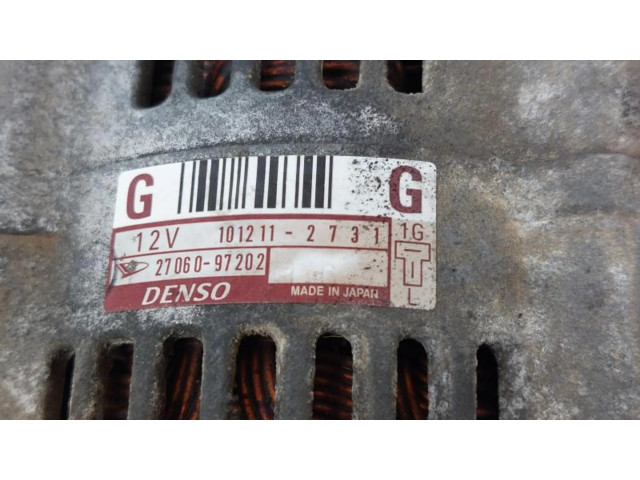 G G
12V 101211-2731 1G
27060-97202
DENSO MADE IN JAPAN L